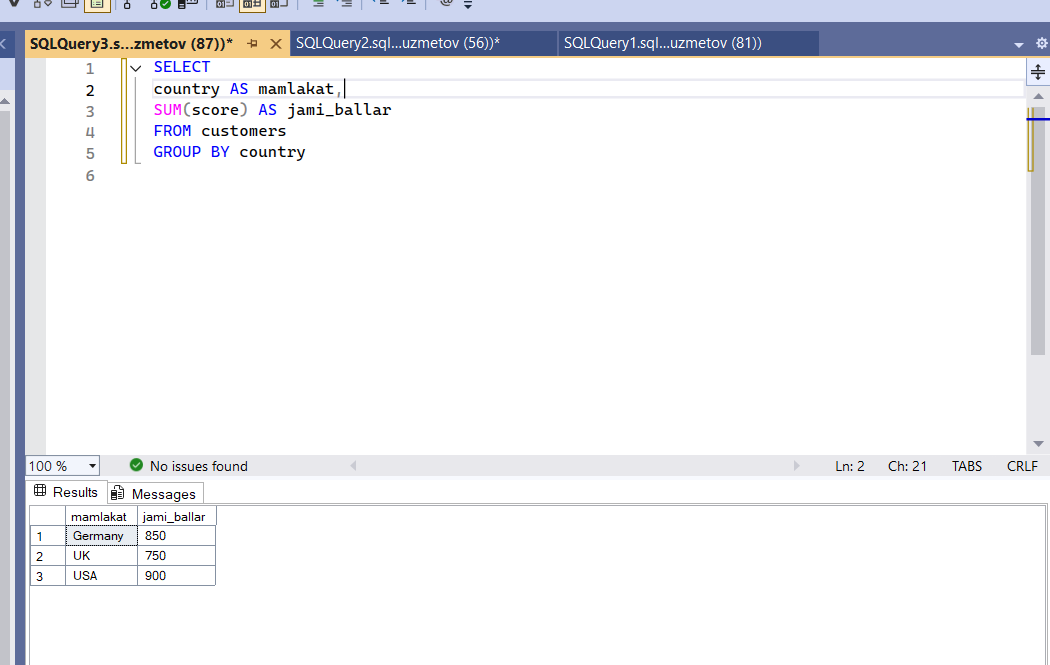 SQLQuery3.s...zmetov (87))* SQLQuery2.sql...uzmetov (56))* SQLQuery1.sql...uzmetov (81))
1 SELECT
2 country AS mamlakat,
3 SUM(score) AS jami_ballar
4 FROM customers
5 GROUP BY country
6
100 % No issues found Ln: 2 Ch: 21 TABS CRLF
Results Messages
mamlakat jami_ballar
1 Germany 850
2 UK 750
3 USA 900